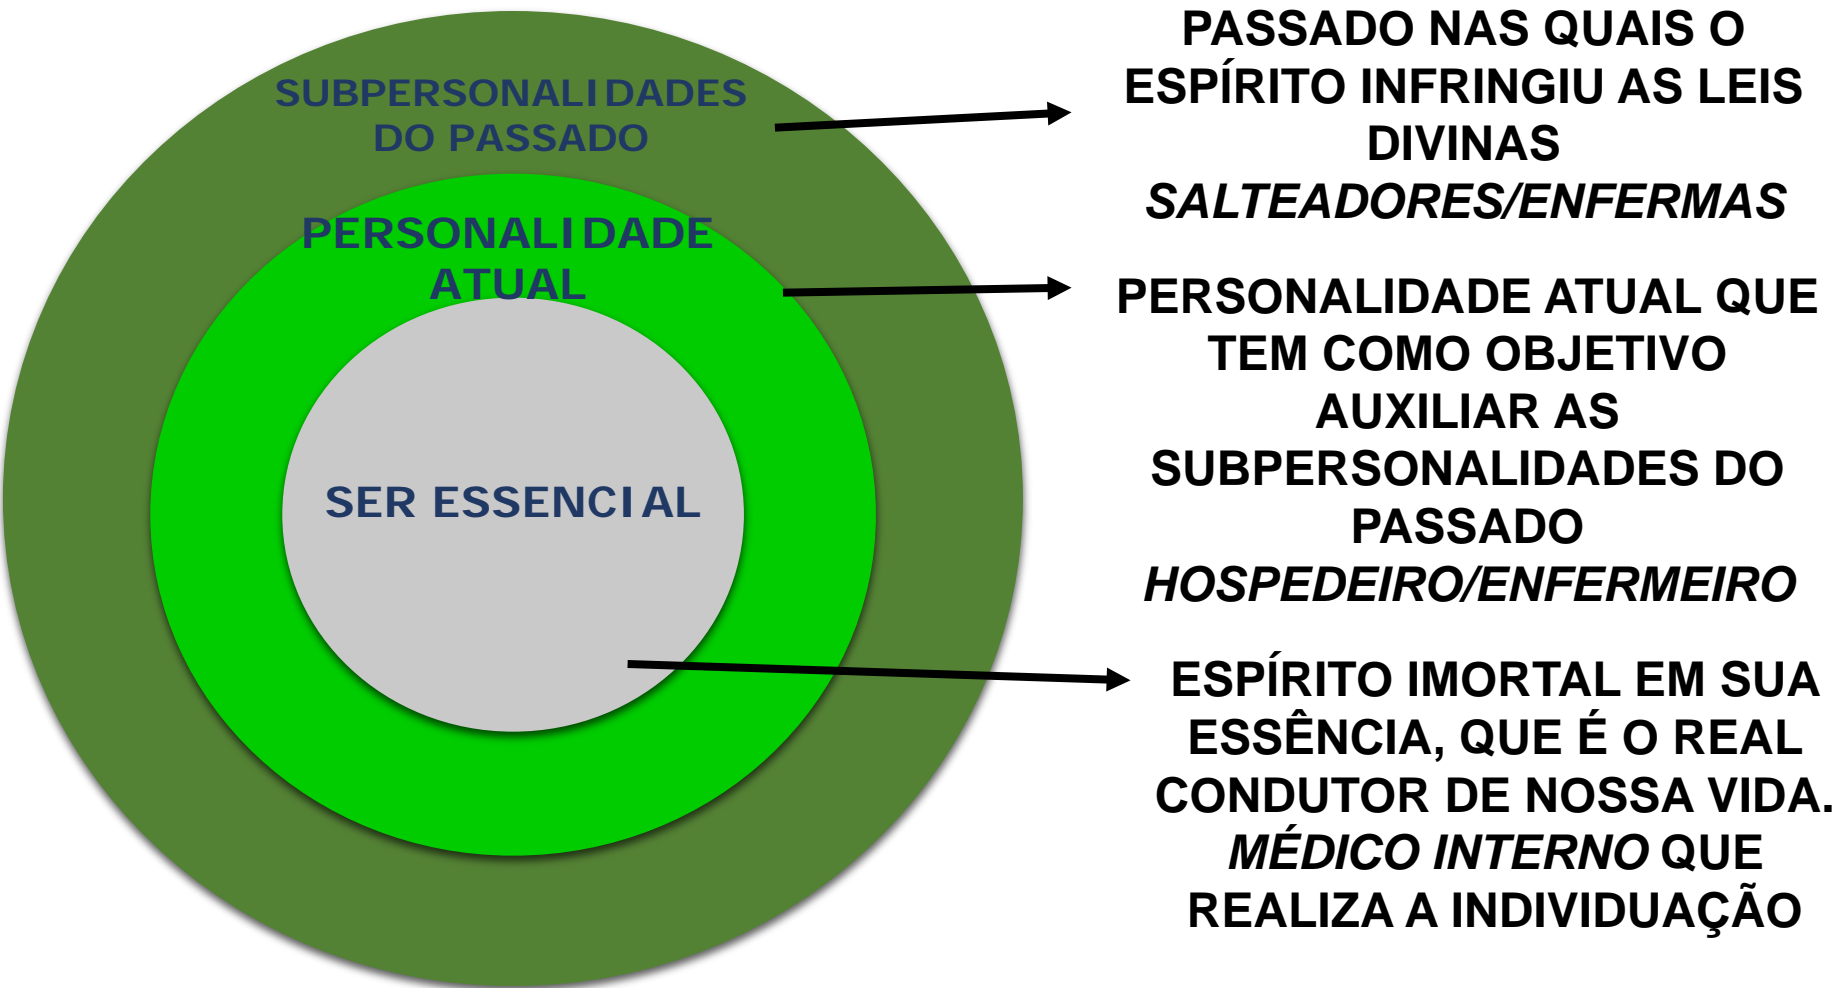 SUBPERSONALIDADES
DO PASSADO
PERSONALIDADE
ATUAL
SER ESSENCIAL
PASSADO NAS QUAIS O
ESPÍRITO INFRINGIU AS LEIS
DIVINAS
SALTEADORES/ENFERMAS
PERSONALIDADE ATUAL QUE
TEM COMO OBJETIVO
AUXILIAR AS
SUBPERSONALIDADES DO
PASSADO
HOSPEDEIRO/ENFERMEIRO
ESPÍRITO IMORTAL EM SUA
ESSÊNCIA, QUE É O REAL
CONDUTOR DE NOSSA VIDA.
MÉDICO INTERNO QUE
REALIZA A INDIVIDUAÇÃO